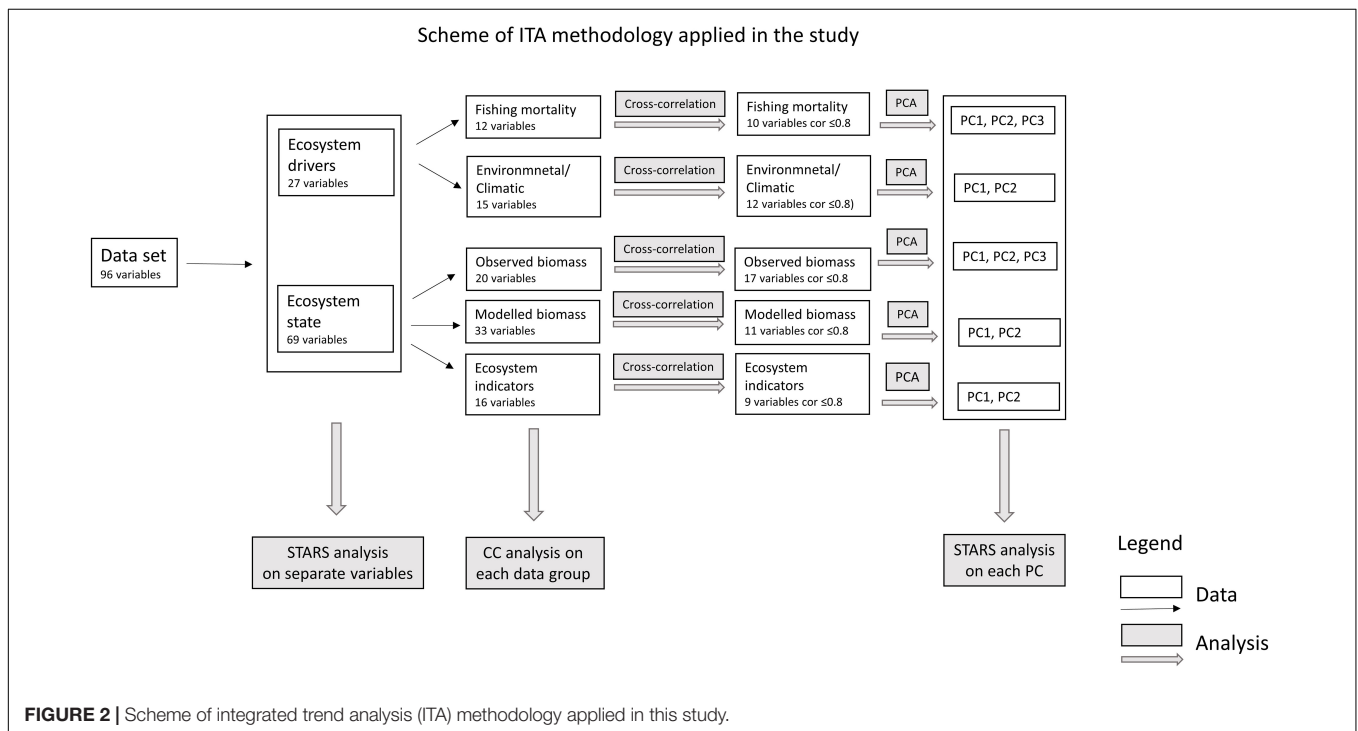 Scheme of ITA methodology applied in the study
Data set
96 variables
Ecosystem
drivers
27 variables
Ecosystem
state
69 variables
Fishing mortality
12 variables
Cross-correlation
Fishing mortality
10 variables cor ≤0.8
PCA
PC1, PC2, PC3
Environmnetal/
Climatic
15 variables
Cross-correlation
Environmnetal/
Climatic
12 variables cor ≤0.8)
PCA
PC1, PC2
Observed biomass
20 variables
Cross-correlation
Observed biomass
17 variables cor ≤0.8
PCA
PC1, PC2, PC3
Modelled biomass
33 variables
Cross-correlation
Modelled biomass
11 variables cor ≤0.8
PCA
PC1, PC2
Ecosystem
indicators
16 variables
Cross-correlation
Ecosystem
indicators
9 variables cor ≤0.8
PCA
PC1, PC2
STARS analysis
on separate variables
CC analysis on
each data group
STARS analysis
on each PC
Legend
Data
Analysis
FIGURE 2 | Scheme of integrated trend analysis (ITA) methodology applied in this study.